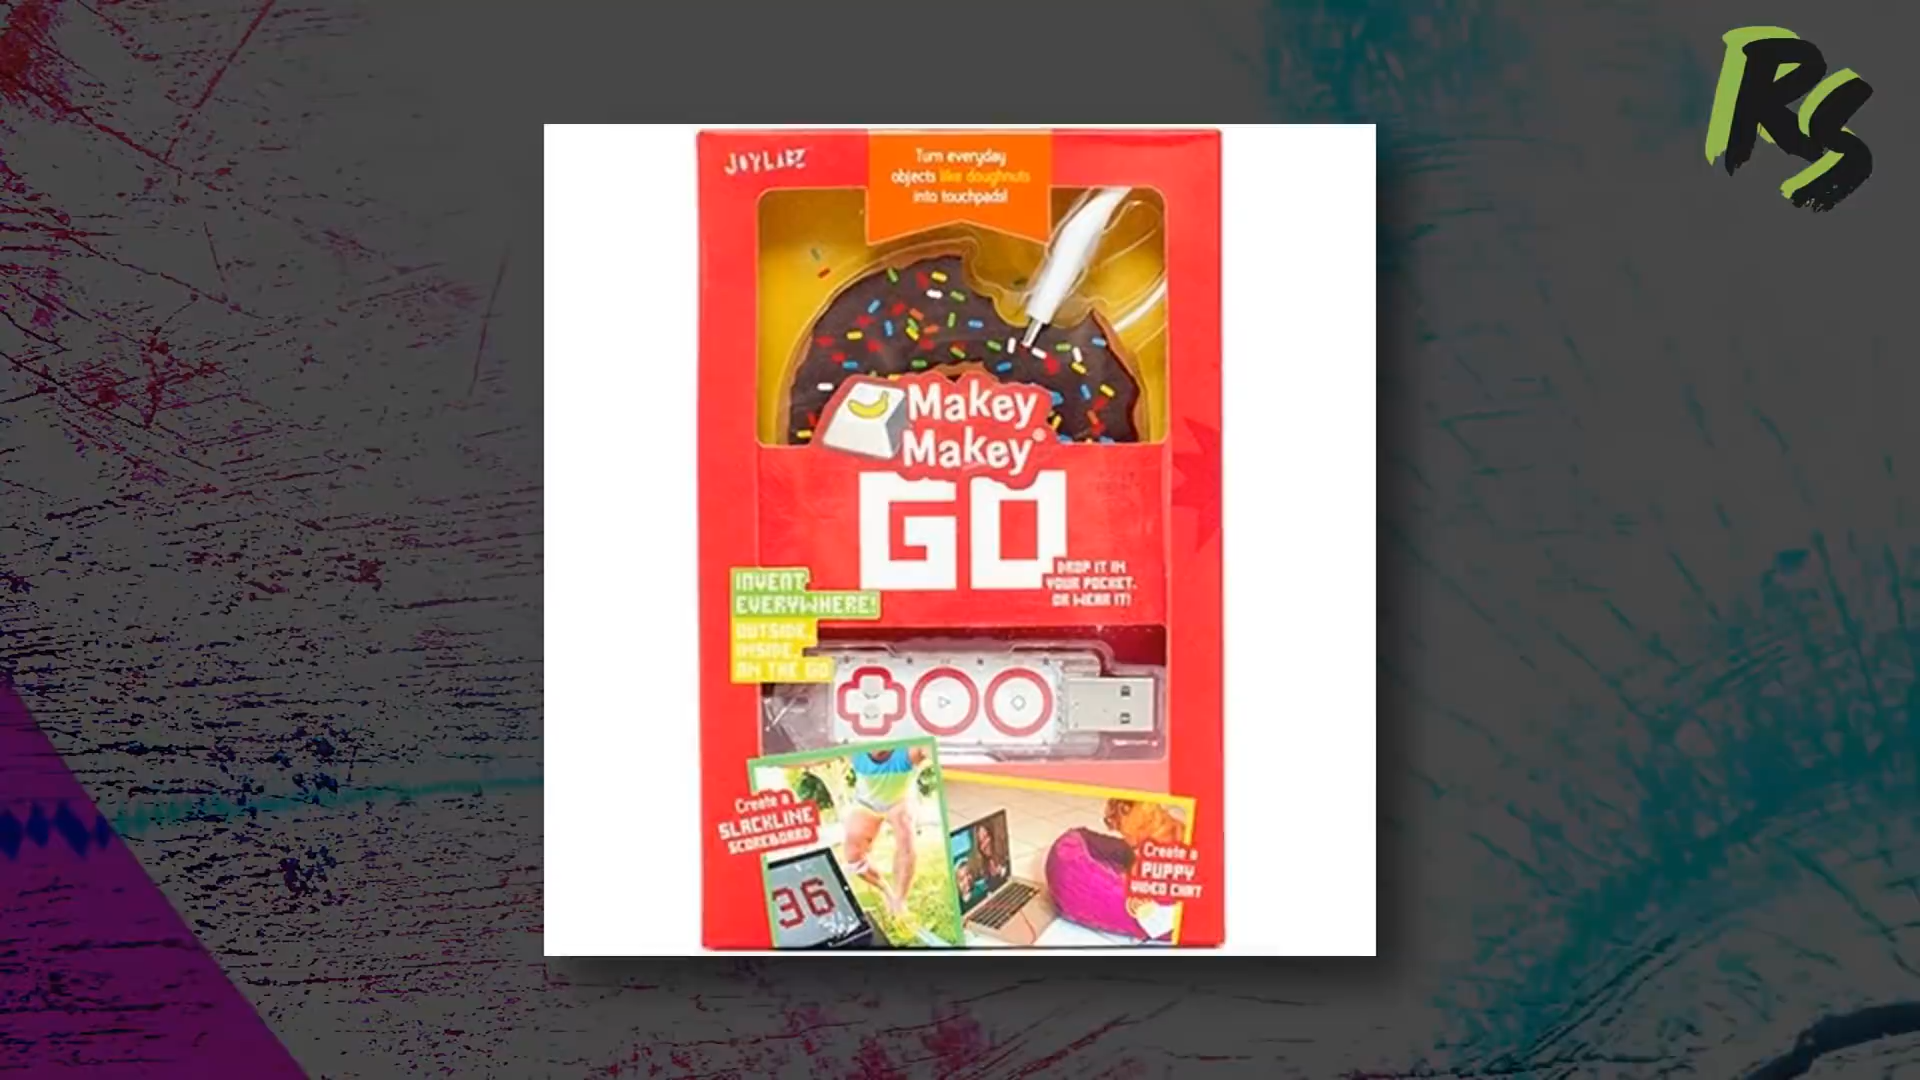 RS
JOYLABZ
Turn everyday
objects like doughnuts
into touchpads!
Makey
Makey®
GO
DROP IT IN
YOUR POCKET,
OR WEAR IT!
INVENT
EVERYWHERE!
OUTSIDE,
INSIDE,
ON THE GO
Create a
SLACKLINE
SCOREBOARD
36
Create a
PUPPY
VIDEO CHAT